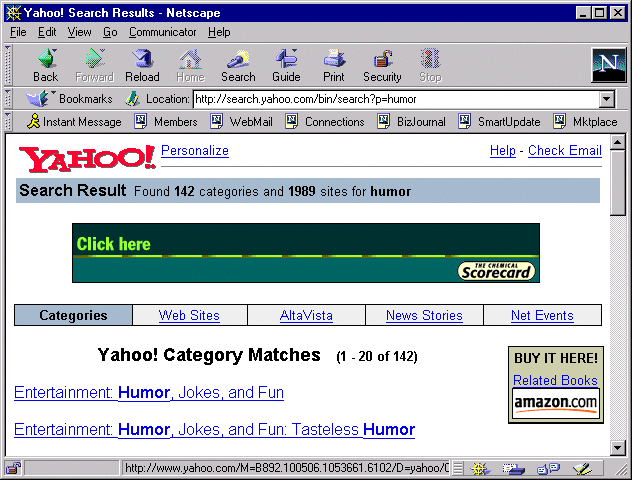 Yahoo! Search Results - Netscape
File Edit View Go Communicator Help
Back Forward Reload Home Search Guide Print Security Stop
N
Bookmarks Location: http://search.yahoo.com/bin/search?p=humor
Instant Message Members WebMail Connections BizJournal SmartUpdate Mktplace
YAHOO! Personalize Help - Check Email
Search Result Found 142 categories and 1989 sites for humor
Click here
THE CHEMICAL
Scorecard
Categories Web Sites AltaVista News Stories Net Events
Yahoo! Category Matches (1 - 20 of 142)
BUY IT HERE!
Related Books
amazon.com
Entertainment: Humor, Jokes, and Fun
Entertainment: Humor, Jokes, and Fun: Tasteless Humor
http://www.yahoo.com/M=B892.100506.1053661.6102/D=yahoo/